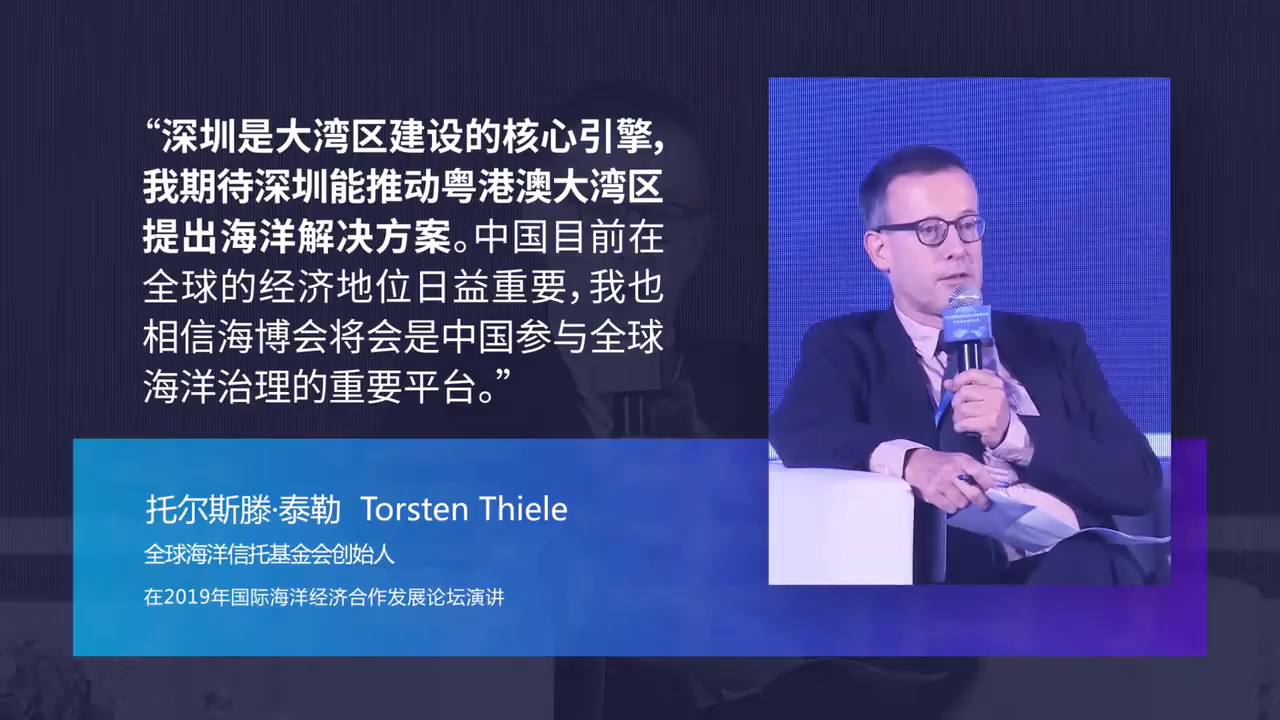 “深圳是大湾区建设的核心引擎，
我期待深圳能推动粤港澳大湾区
提出海洋解决方案。中国目前在
全球的经济地位日益重要，我也
相信海博会将会是中国参与全球
海洋治理的重要平台。”
托尔斯滕·泰勒 Torsten Thiele
全球海洋信托基金会创始人
在2019年国际海洋经济合作发展论坛演讲